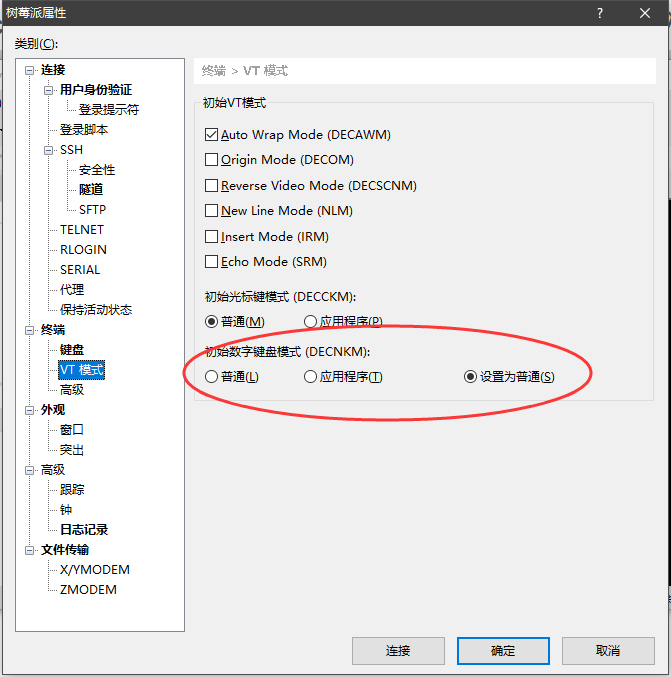 树莓派属性
类别(C):
连接
用户身份验证
登录提示符
登录脚本
SSH
安全性
隧道
SFTP
TELNET
RLOGIN
SERIAL
代理
保持活动状态
终端
键盘
VT 模式
高级
外观
窗口
突出
高级
跟踪
钟
日志记录
文件传输
X/YMODEM
ZMODEM
终端 > VT 模式
初始VT模式
Auto Wrap Mode (DECAWM)
Origin Mode (DECOM)
Reverse Video Mode (DECSCNM)
New Line Mode (NLM)
Insert Mode (IRM)
Echo Mode (SRM)
初始光标键模式 (DECCKM):
普通(M) 应用程序(P)
初始数字键盘模式 (DECNKM):
普通(L) 应用程序(T) 设置为普通(S)
连接 确定 取消